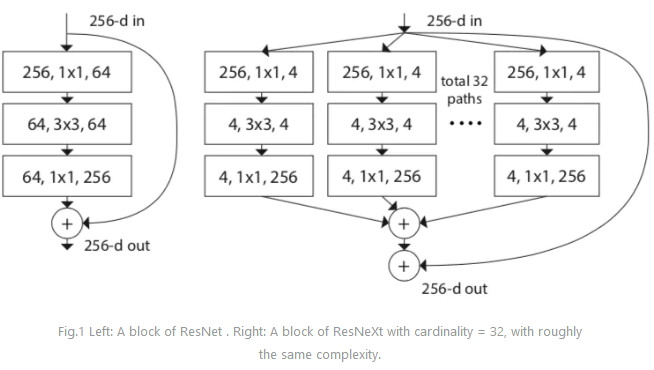 256-d in
256, 1x1, 64
64, 3x3, 64
64, 1x1, 256
+
256-d out
256-d in
256, 1x1, 4
256, 1x1, 4
total 32
paths
256, 1x1, 4
4, 3x3, 4
4, 3x3, 4
....
4, 3x3, 4
4, 1x1, 256
4, 1x1, 256
4, 1x1, 256
+
+
256-d out
Fig.1 Left: A block of ResNet . Right: A block of ResNeXt with cardinality = 32, with roughly
the same complexity.